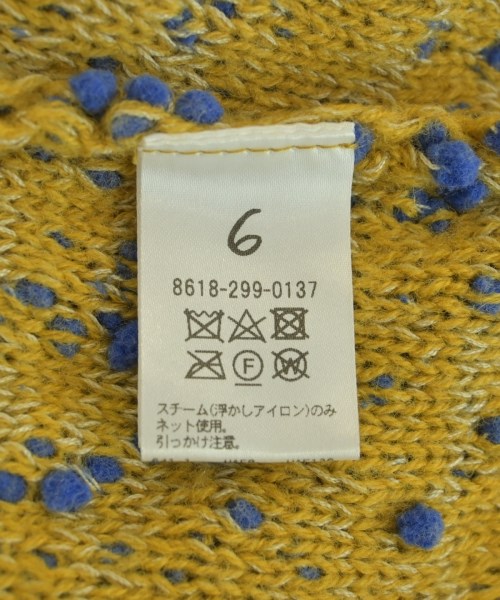 6
8618-299-0137
F W
スチーム(浮かしアイロン)のみ
ネット使用。
引っかけ注意。